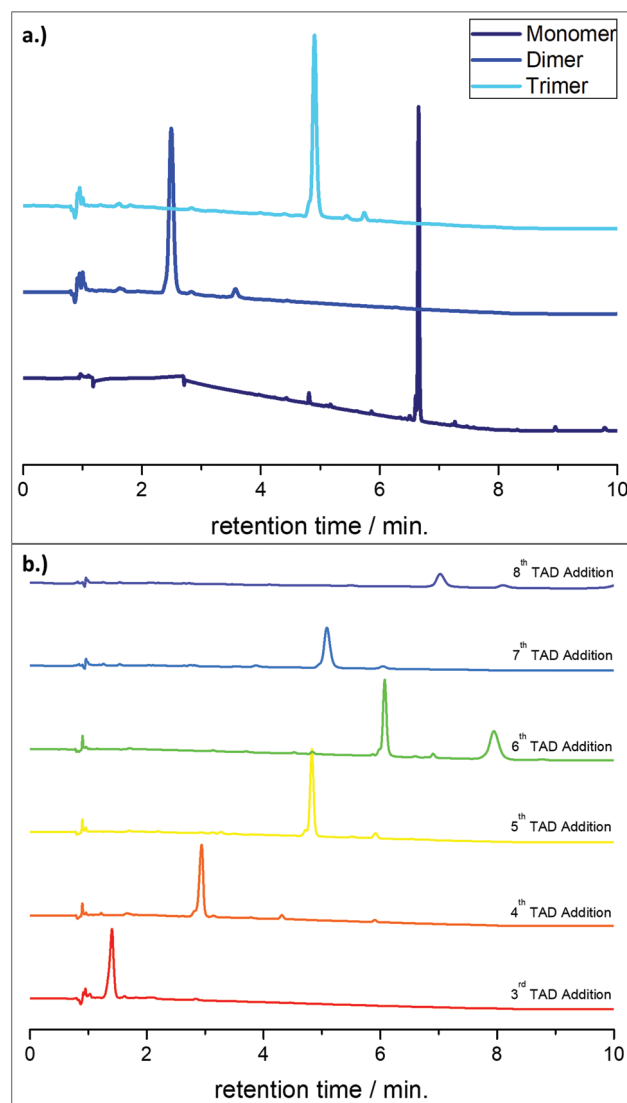 a.)
Monomer
Dimer
Trimer
0 2 4 6 8 10
retention time / min.
b.)
8th TAD Addition
7th TAD Addition
6th TAD Addition
5th TAD Addition
4th TAD Addition
3rd TAD Addition
0 2 4 6 8 10
retention time / min.